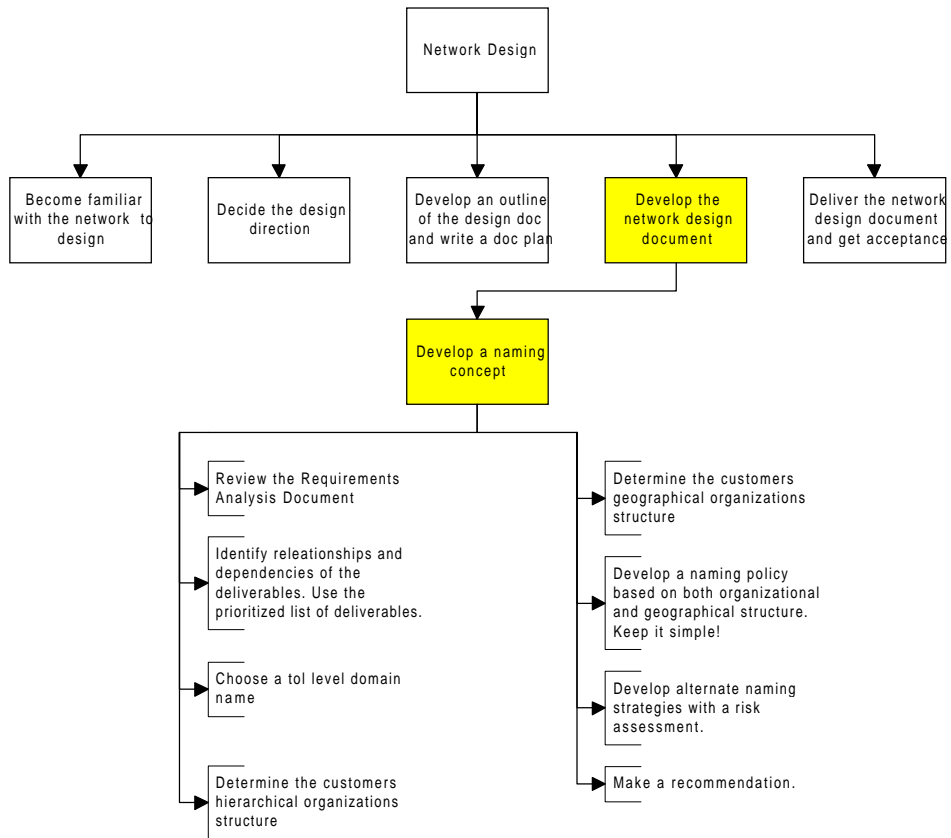 Network Design
Become familiar
with the network to
design
Decide the design
direction
Develop an outline
of the design doc
and write a doc plan
Develop the
network design
document
Deliver the network
design document
and get acceptance
Develop a naming
concept
Review the Requirements
Analysis Document
Identify releationships and
dependencies of the
deliverables. Use the
prioritized list of deliverables.
Choose a tol level domain
name
Determine the customers
hierarchical organizations
structure
Determine the customers
geographical organizations
structure
Develop a naming policy
based on both organizational
and geographical structure.
Keep it simple!
Develop alternate naming
strategies with a risk
assessment.
Make a recommendation.